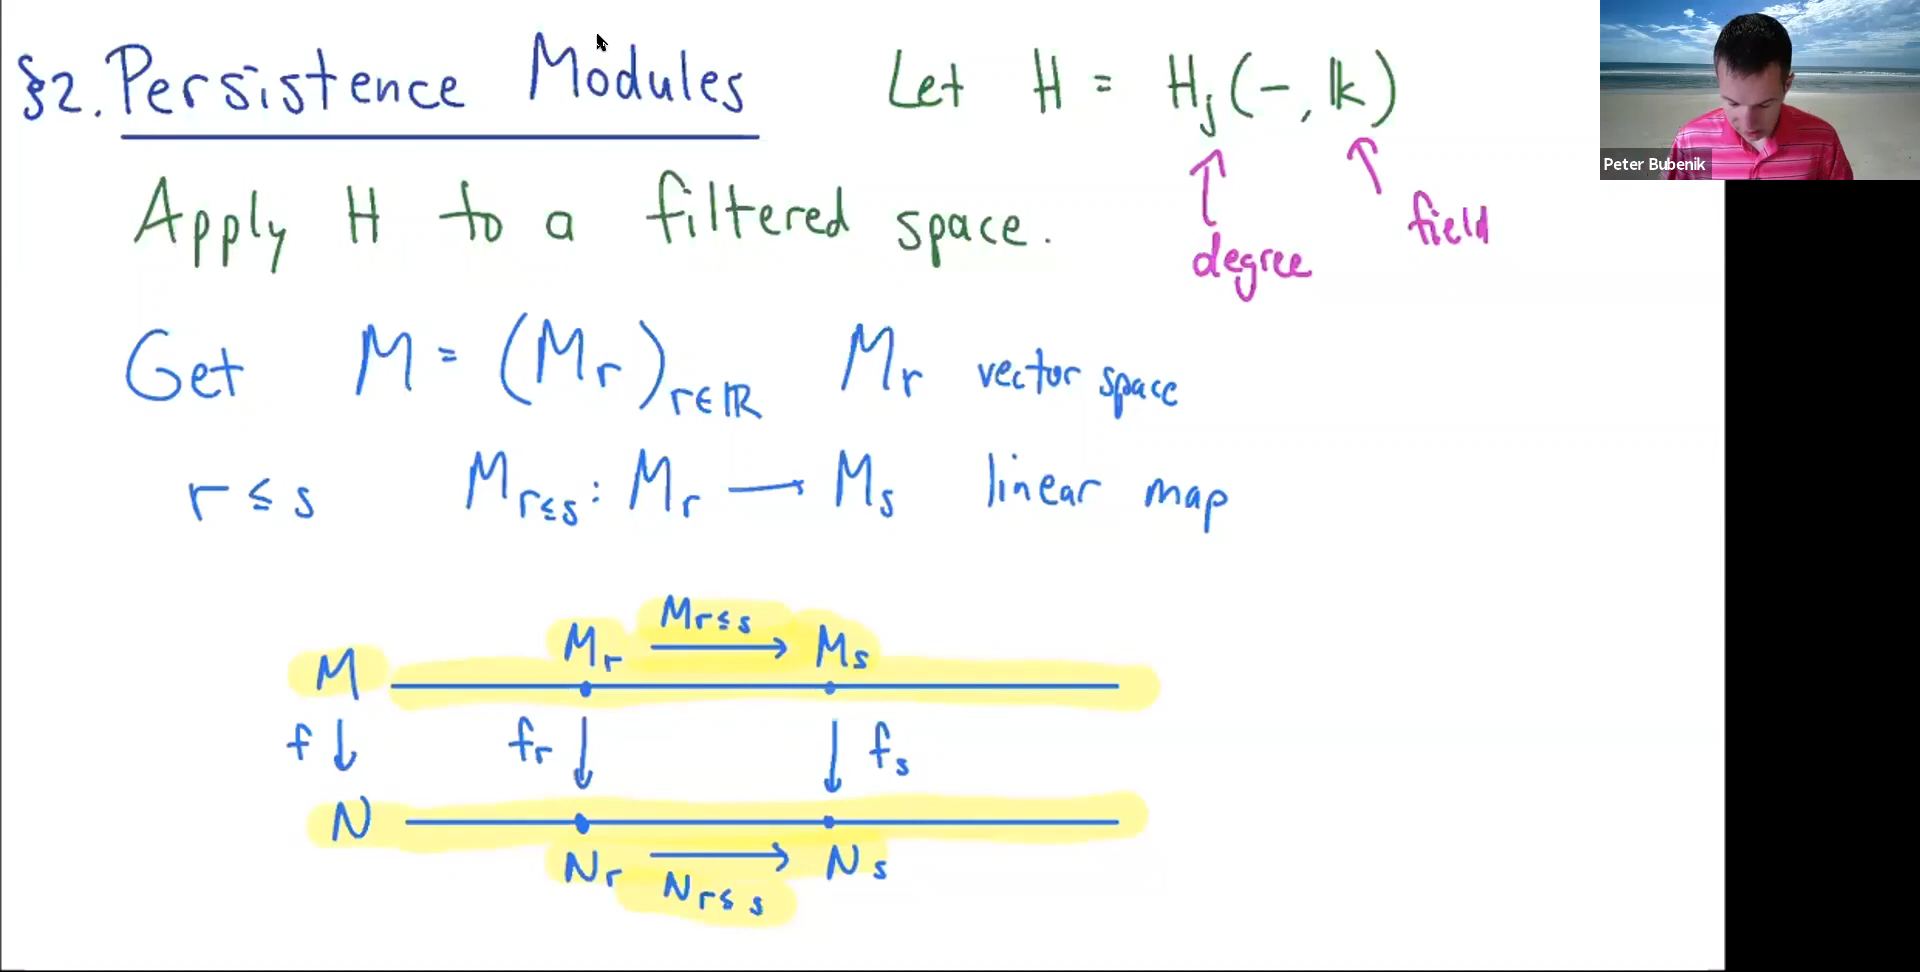 §2. Persistence Modules Let H = H_j(-, 𝕜)
degree
field
Apply H to a filtered space.
Get M = (M_r)_{r∈ℝ} M_r vector space
r ≤ s M_{r≤s} : M_r → M_s linear map
M_{r≤s}
M M_r → M_s
f ↓ f_r ↓ ↓ f_s
N
N_r → N_s
N_{r≤s}
Peter Bubenik